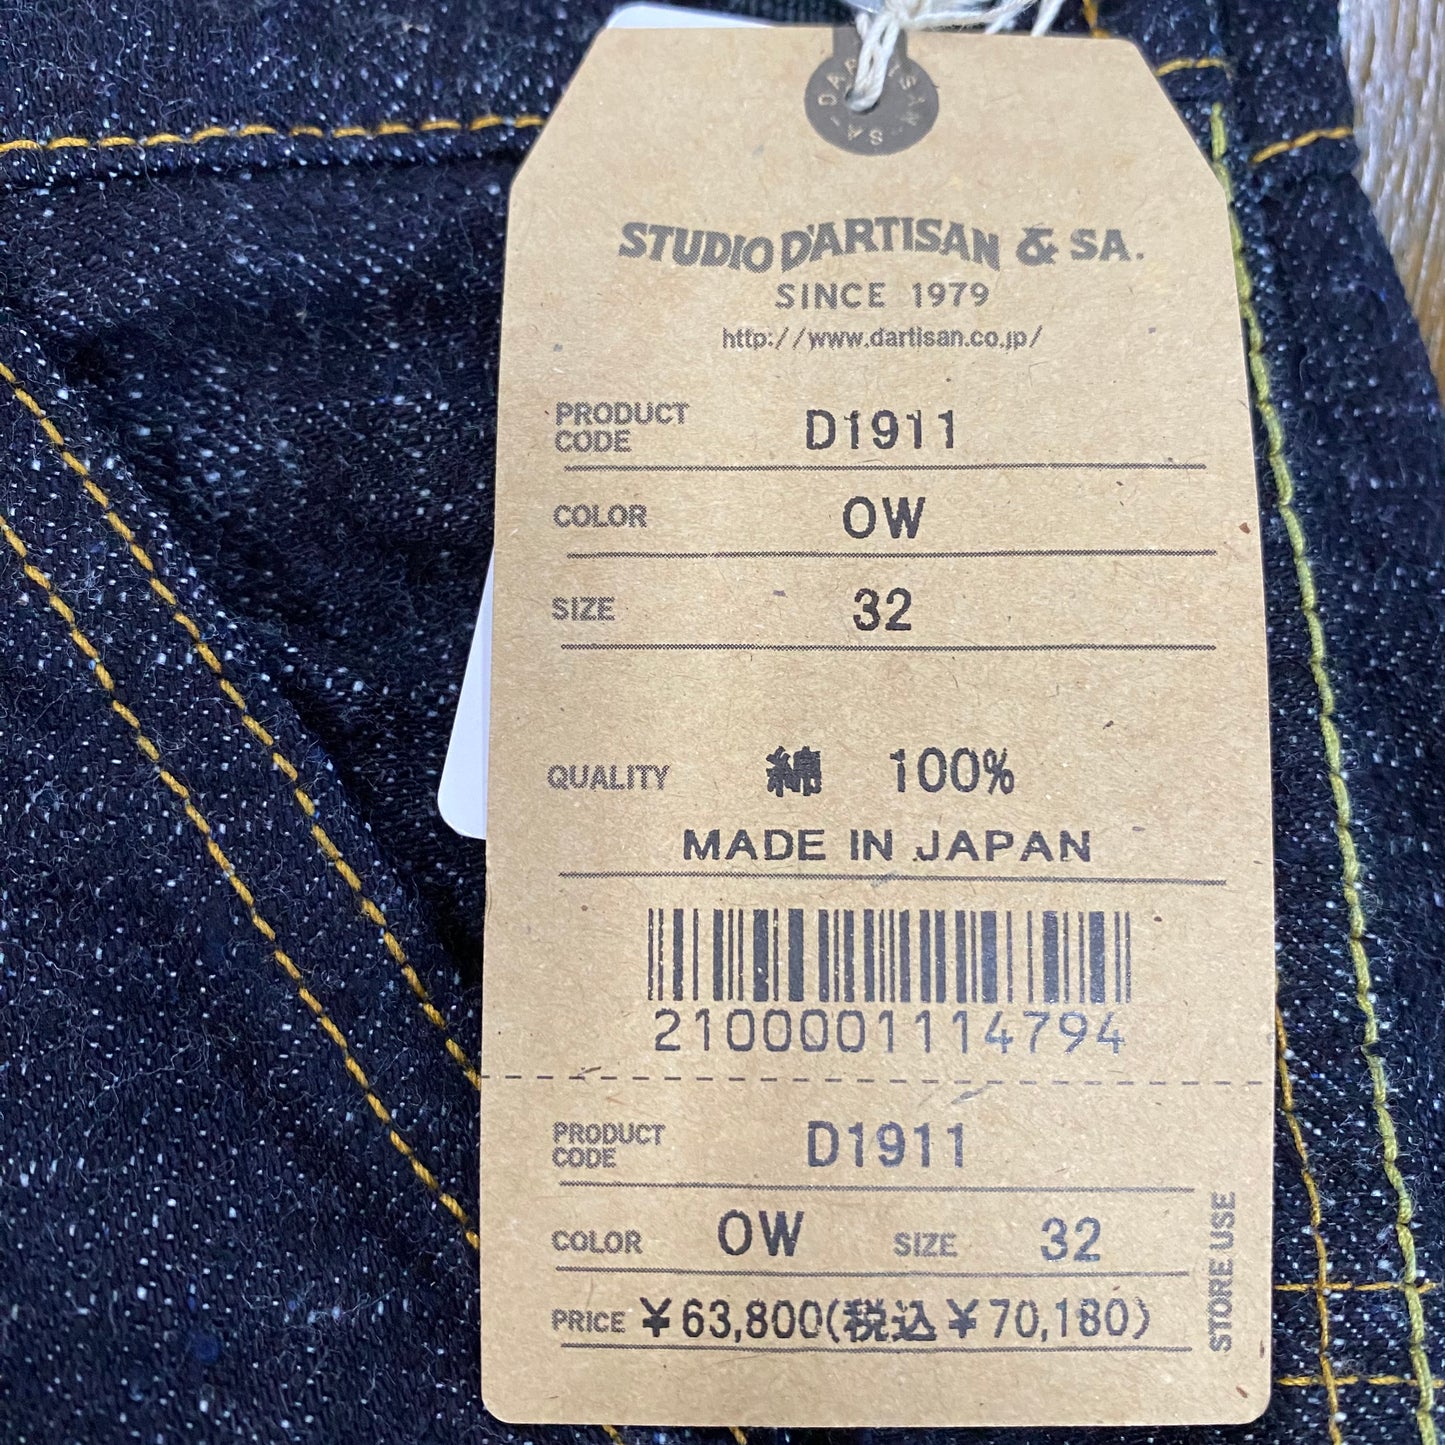 D'ARTISAN
S A
STUDIO D'ARTISAN & SA.
SINCE 1979
http://www.dartisan.co.jp/
PRODUCT CODE D1911
COLOR OW
SIZE 32
QUALITY 綿 100%
MADE IN JAPAN
2100001114794
PRODUCT CODE D1911
COLOR OW SIZE 32
PRICE ¥63,800(税込¥70,180)
STORE USE